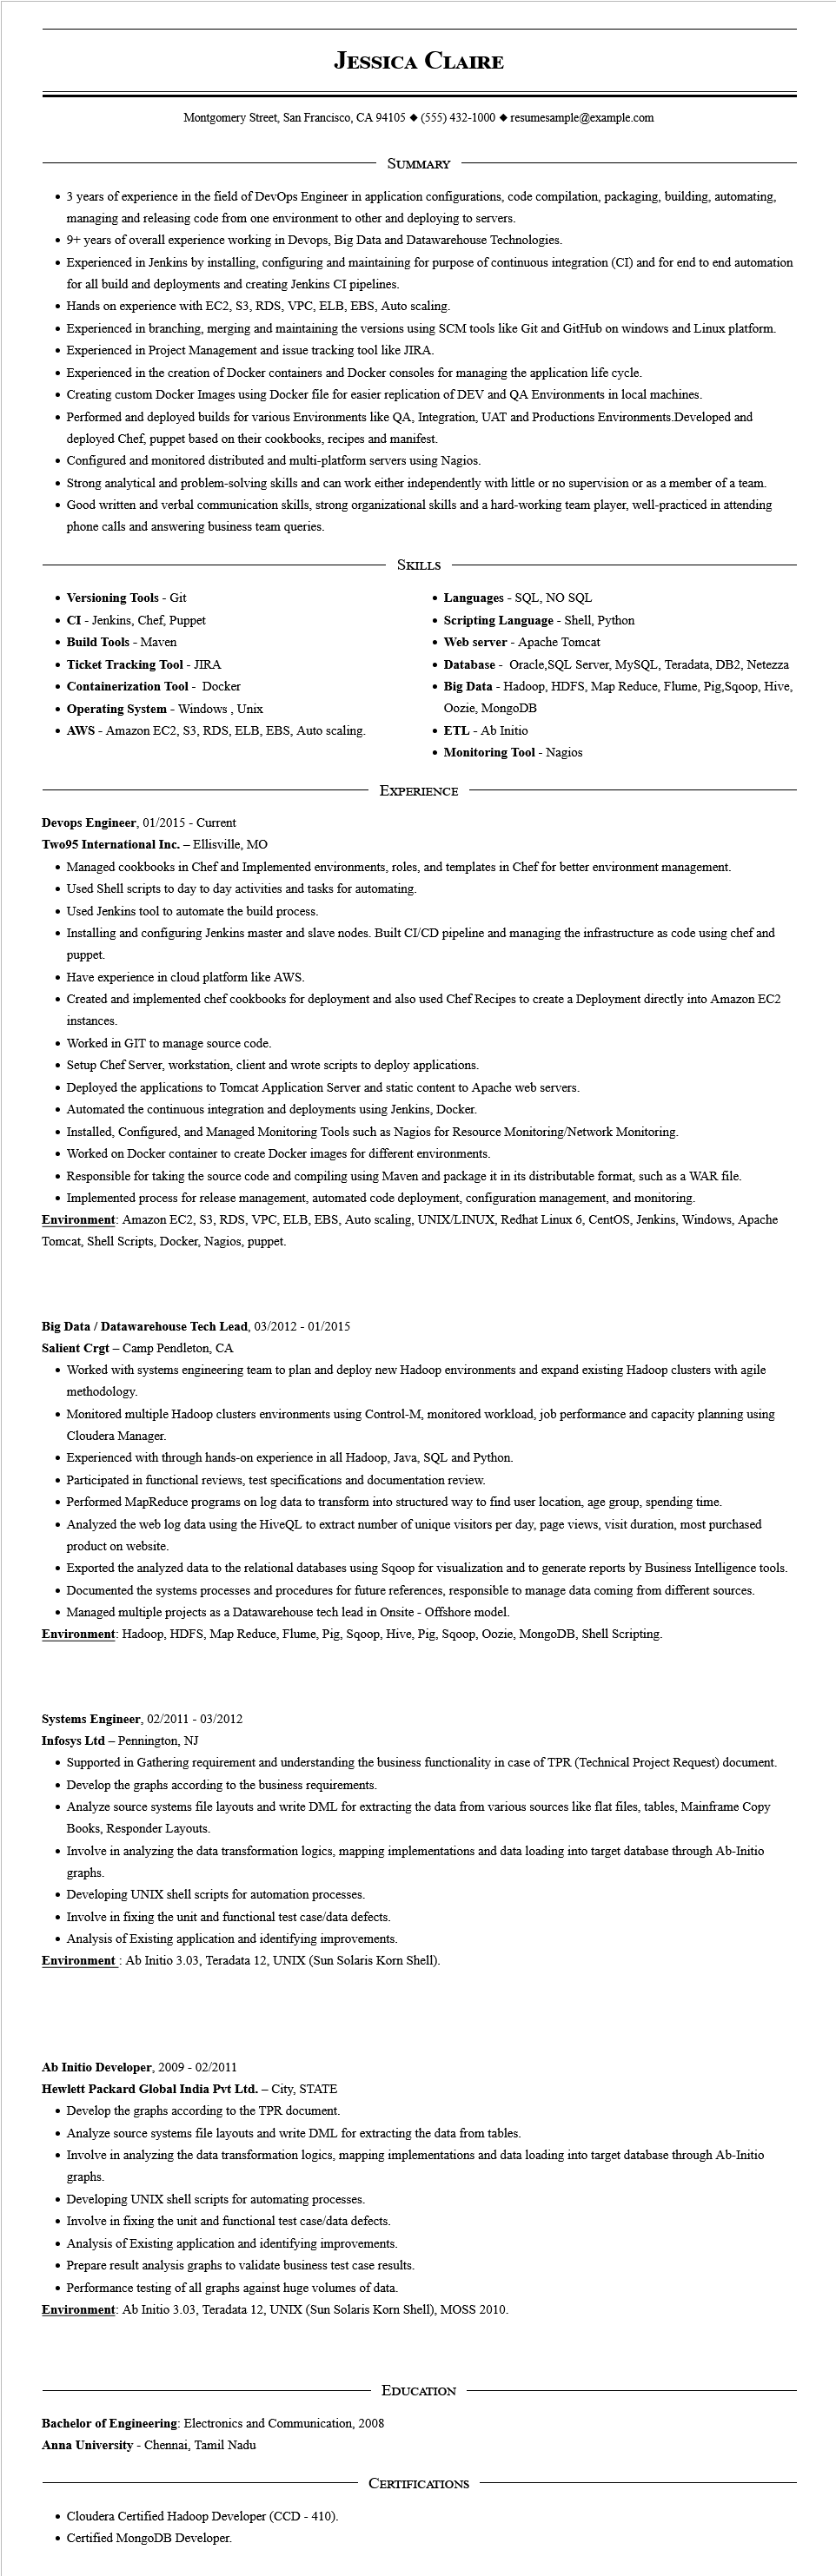 Jessica Claire
Montgomery Street, San Francisco, CA 94105 ◆ (555) 432-1000 ◆ resumesample@example.com
Summary
• 3 years of experience in the field of DevOps Engineer in application configurations, code compilation, packaging, building, automating,
managing and releasing code from one environment to other and deploying to servers.
• 9+ years of overall experience working in Devops, Big Data and Datawarehouse Technologies.
• Experienced in Jenkins by installing, configuring and maintaining for purpose of continuous integration (CI) and for end to end automation
for all build and deployments and creating Jenkins CI pipelines.
• Hands on experience with EC2, S3, RDS, VPC, ELB, EBS, Auto scaling.
• Experienced in branching, merging and maintaining the versions using SCM tools like Git and GitHub on windows and Linux platform.
• Experienced in Project Management and issue tracking tool like JIRA.
• Experienced in the creation of Docker containers and Docker consoles for managing the application life cycle.
• Creating custom Docker Images using Docker file for easier replication of DEV and QA Environments in local machines.
• Performed and deployed builds for various Environments like QA, Integration, UAT and Productions Environments.Developed and
deployed Chef, puppet based on their cookbooks, recipes and manifest.
• Configured and monitored distributed and multi-platform servers using Nagios.
• Strong analytical and problem-solving skills and can work either independently with little or no supervision or as a member of a team.
• Good written and verbal communication skills, strong organizational skills and a hard-working team player, well-practiced in attending
phone calls and answering business team queries.
Skills
• Versioning Tools - Git
• CI - Jenkins, Chef, Puppet
• Build Tools - Maven
• Ticket Tracking Tool - JIRA
• Containerization Tool - Docker
• Operating System - Windows , Unix
• AWS - Amazon EC2, S3, RDS, ELB, EBS, Auto scaling.
• Languages - SQL, NO SQL
• Scripting Language - Shell, Python
• Web server - Apache Tomcat
• Database - Oracle,SQL Server, MySQL, Teradata, DB2, Netezza
• Big Data - Hadoop, HDFS, Map Reduce, Flume, Pig,Sqoop, Hive,
Oozie, MongoDB
• ETL - Ab Initio
• Monitoring Tool - Nagios
Experience
Devops Engineer, 01/2015 - Current
Two95 International Inc. – Ellisville, MO
• Managed cookbooks in Chef and Implemented environments, roles, and templates in Chef for better environment management.
• Used Shell scripts to day to day activities and tasks for automating.
• Used Jenkins tool to automate the build process.
• Installing and configuring Jenkins master and slave nodes. Built CI/CD pipeline and managing the infrastructure as code using chef and
puppet.
• Have experience in cloud platform like AWS.
• Created and implemented chef cookbooks for deployment and also used Chef Recipes to create a Deployment directly into Amazon EC2
instances.
• Worked in GIT to manage source code.
• Setup Chef Server, workstation, client and wrote scripts to deploy applications.
• Deployed the applications to Tomcat Application Server and static content to Apache web servers.
• Automated the continuous integration and deployments using Jenkins, Docker.
• Installed, Configured, and Managed Monitoring Tools such as Nagios for Resource Monitoring/Network Monitoring.
• Worked on Docker container to create Docker images for different environments.
• Responsible for taking the source code and compiling using Maven and package it in its distributable format, such as a WAR file.
• Implemented process for release management, automated code deployment, configuration management, and monitoring.
Environment: Amazon EC2, S3, RDS, VPC, ELB, EBS, Auto scaling, UNIX/LINUX, Redhat Linux 6, CentOS, Jenkins, Windows, Apache
Tomcat, Shell Scripts, Docker, Nagios, puppet.
Big Data / Datawarehouse Tech Lead, 03/2012 - 01/2015
Salient Crgt – Camp Pendleton, CA
• Worked with systems engineering team to plan and deploy new Hadoop environments and expand existing Hadoop clusters with agile
methodology.
• Monitored multiple Hadoop clusters environments using Control-M, monitored workload, job performance and capacity planning using
Cloudera Manager.
• Experienced with through hands-on experience in all Hadoop, Java, SQL and Python.
• Participated in functional reviews, test specifications and documentation review.
• Performed MapReduce programs on log data to transform into structured way to find user location, age group, spending time.
• Analyzed the web log data using the HiveQL to extract number of unique visitors per day, page views, visit duration, most purchased
product on website.
• Exported the analyzed data to the relational databases using Sqoop for visualization and to generate reports by Business Intelligence tools.
• Documented the systems processes and procedures for future references, responsible to manage data coming from different sources.
• Managed multiple projects as a Datawarehouse tech lead in Onsite - Offshore model.
Environment: Hadoop, HDFS, Map Reduce, Flume, Pig, Sqoop, Hive, Pig, Sqoop, Oozie, MongoDB, Shell Scripting.
Systems Engineer, 02/2011 - 03/2012
Infosys Ltd – Pennington, NJ
• Supported in Gathering requirement and understanding the business functionality in case of TPR (Technical Project Request) document.
• Develop the graphs according to the business requirements.
• Analyze source systems file layouts and write DML for extracting the data from various sources like flat files, tables, Mainframe Copy
Books, Responder Layouts.
• Involve in analyzing the data transformation logics, mapping implementations and data loading into target database through Ab-Initio
graphs.
• Developing UNIX shell scripts for automation processes.
• Involve in fixing the unit and functional test case/data defects.
• Analysis of Existing application and identifying improvements.
Environment : Ab Initio 3.03, Teradata 12, UNIX (Sun Solaris Korn Shell).
Ab Initio Developer, 2009 - 02/2011
Hewlett Packard Global India Pvt Ltd. – City, STATE
• Develop the graphs according to the TPR document.
• Analyze source systems file layouts and write DML for extracting the data from tables.
• Involve in analyzing the data transformation logics, mapping implementations and data loading into target database through Ab-Initio
graphs.
• Developing UNIX shell scripts for automating processes.
• Involve in fixing the unit and functional test case/data defects.
• Analysis of Existing application and identifying improvements.
• Prepare result analysis graphs to validate business test case results.
• Performance testing of all graphs against huge volumes of data.
Environment: Ab Initio 3.03, Teradata 12, UNIX (Sun Solaris Korn Shell), MOSS 2010.
Education
Bachelor of Engineering: Electronics and Communication, 2008
Anna University - Chennai, Tamil Nadu
Certifications
• Cloudera Certified Hadoop Developer (CCD - 410).
• Certified MongoDB Developer.